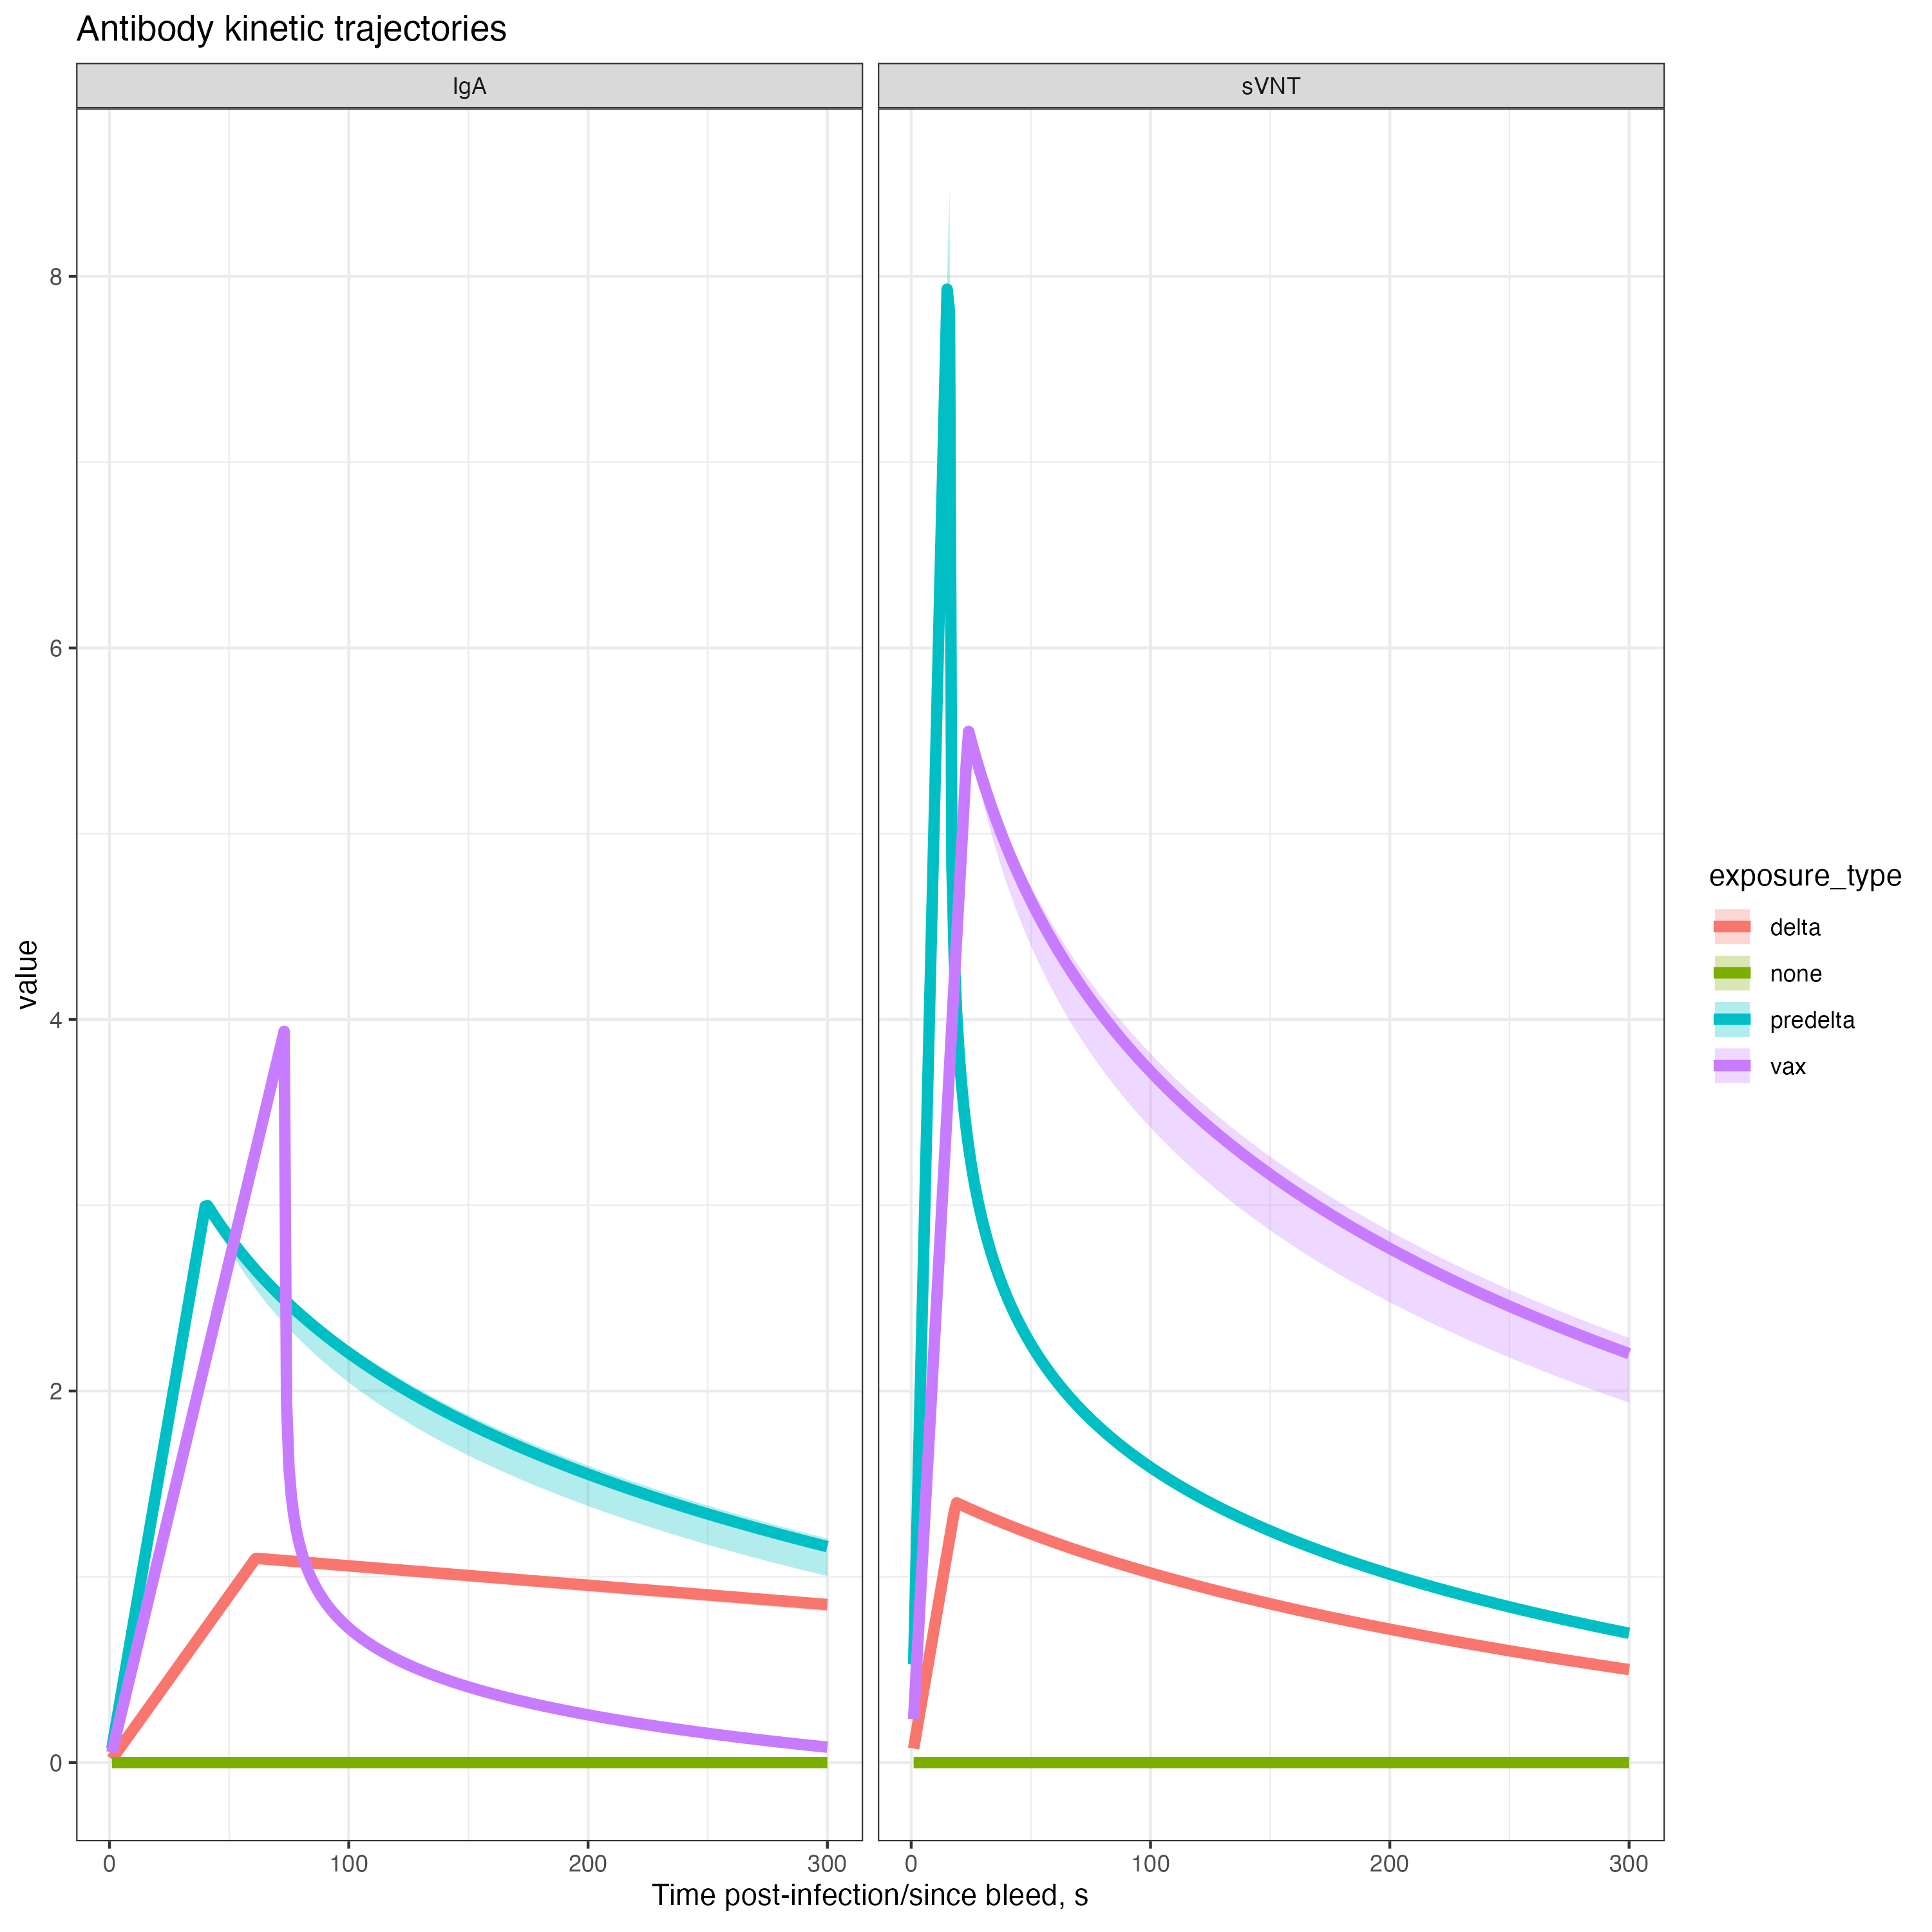 Antibody kinetic trajectories
IgA
sVNT
8
6
4
2
0
value
0 100 200 300
0 100 200 300
Time post-infection/since bleed, s
exposure_type
delta
none
predelta
vax